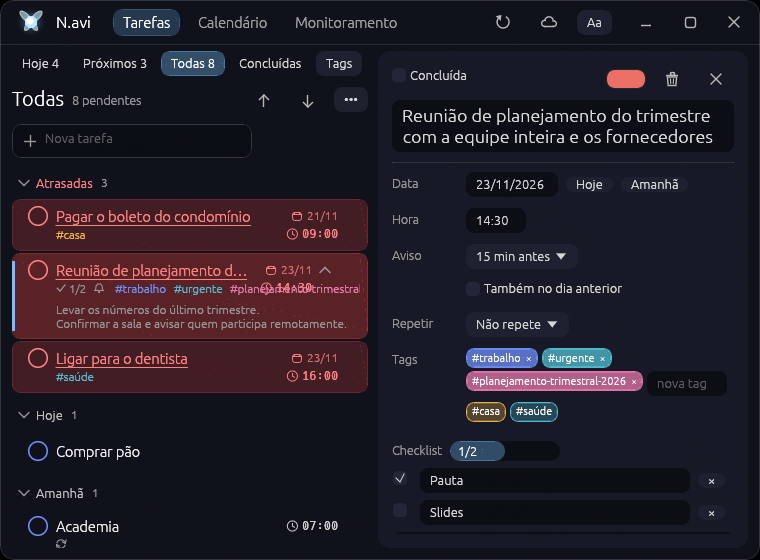 N.avi Tarefas Calendário Monitoramento Aa
Hoje 4 Próximos 3 Todas 8 Concluídas Tags
Todas 8 pendentes
Nova tarefa
Atrasadas 3
Pagar o boleto do condomínio 21/11
#casa 09:00
Reunião de planejamento d... 23/11
1/2 #trabalho #urgente #planejamento-trimestral 14:30
Levar os números do último trimestre.
Confirmar a sala e avisar quem participa remotamente.
Ligar para o dentista 23/11
#saúde 16:00
Hoje 1
Comprar pão
Amanhã 1
Academia 07:00
Concluída
Reunião de planejamento do trimestre
com a equipe inteira e os fornecedores
Data 23/11/2026 Hoje Amanhã
Hora 14:30
Aviso 15 min antes
Também no dia anterior
Repetir Não repete
Tags #trabalho × #urgente ×
#planejamento-trimestral-2026 × nova tag
#casa #saúde
Checklist 1/2
Pauta ×
Slides ×